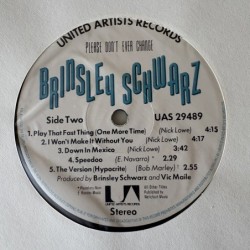 UNITED ARTISTS RECORDS
PLEASE DON'T EVER CHANGE
BRINSLEY SCHWARZ
Side Two UAS 29489
1. Play That Fast Thing (One More Time) (Nick Lowe) 4:15
2. I Won't Make It Without You (Nick Lowe)
3. Down In Mexico (Nick Lowe) 3:42
4. Speedoo (E. Navarro) 2:29
5. The Version (Hypocrite) (Bob Marley) 2:55
Produced by Brinsley Schwarz and Vic Maile
Stereo